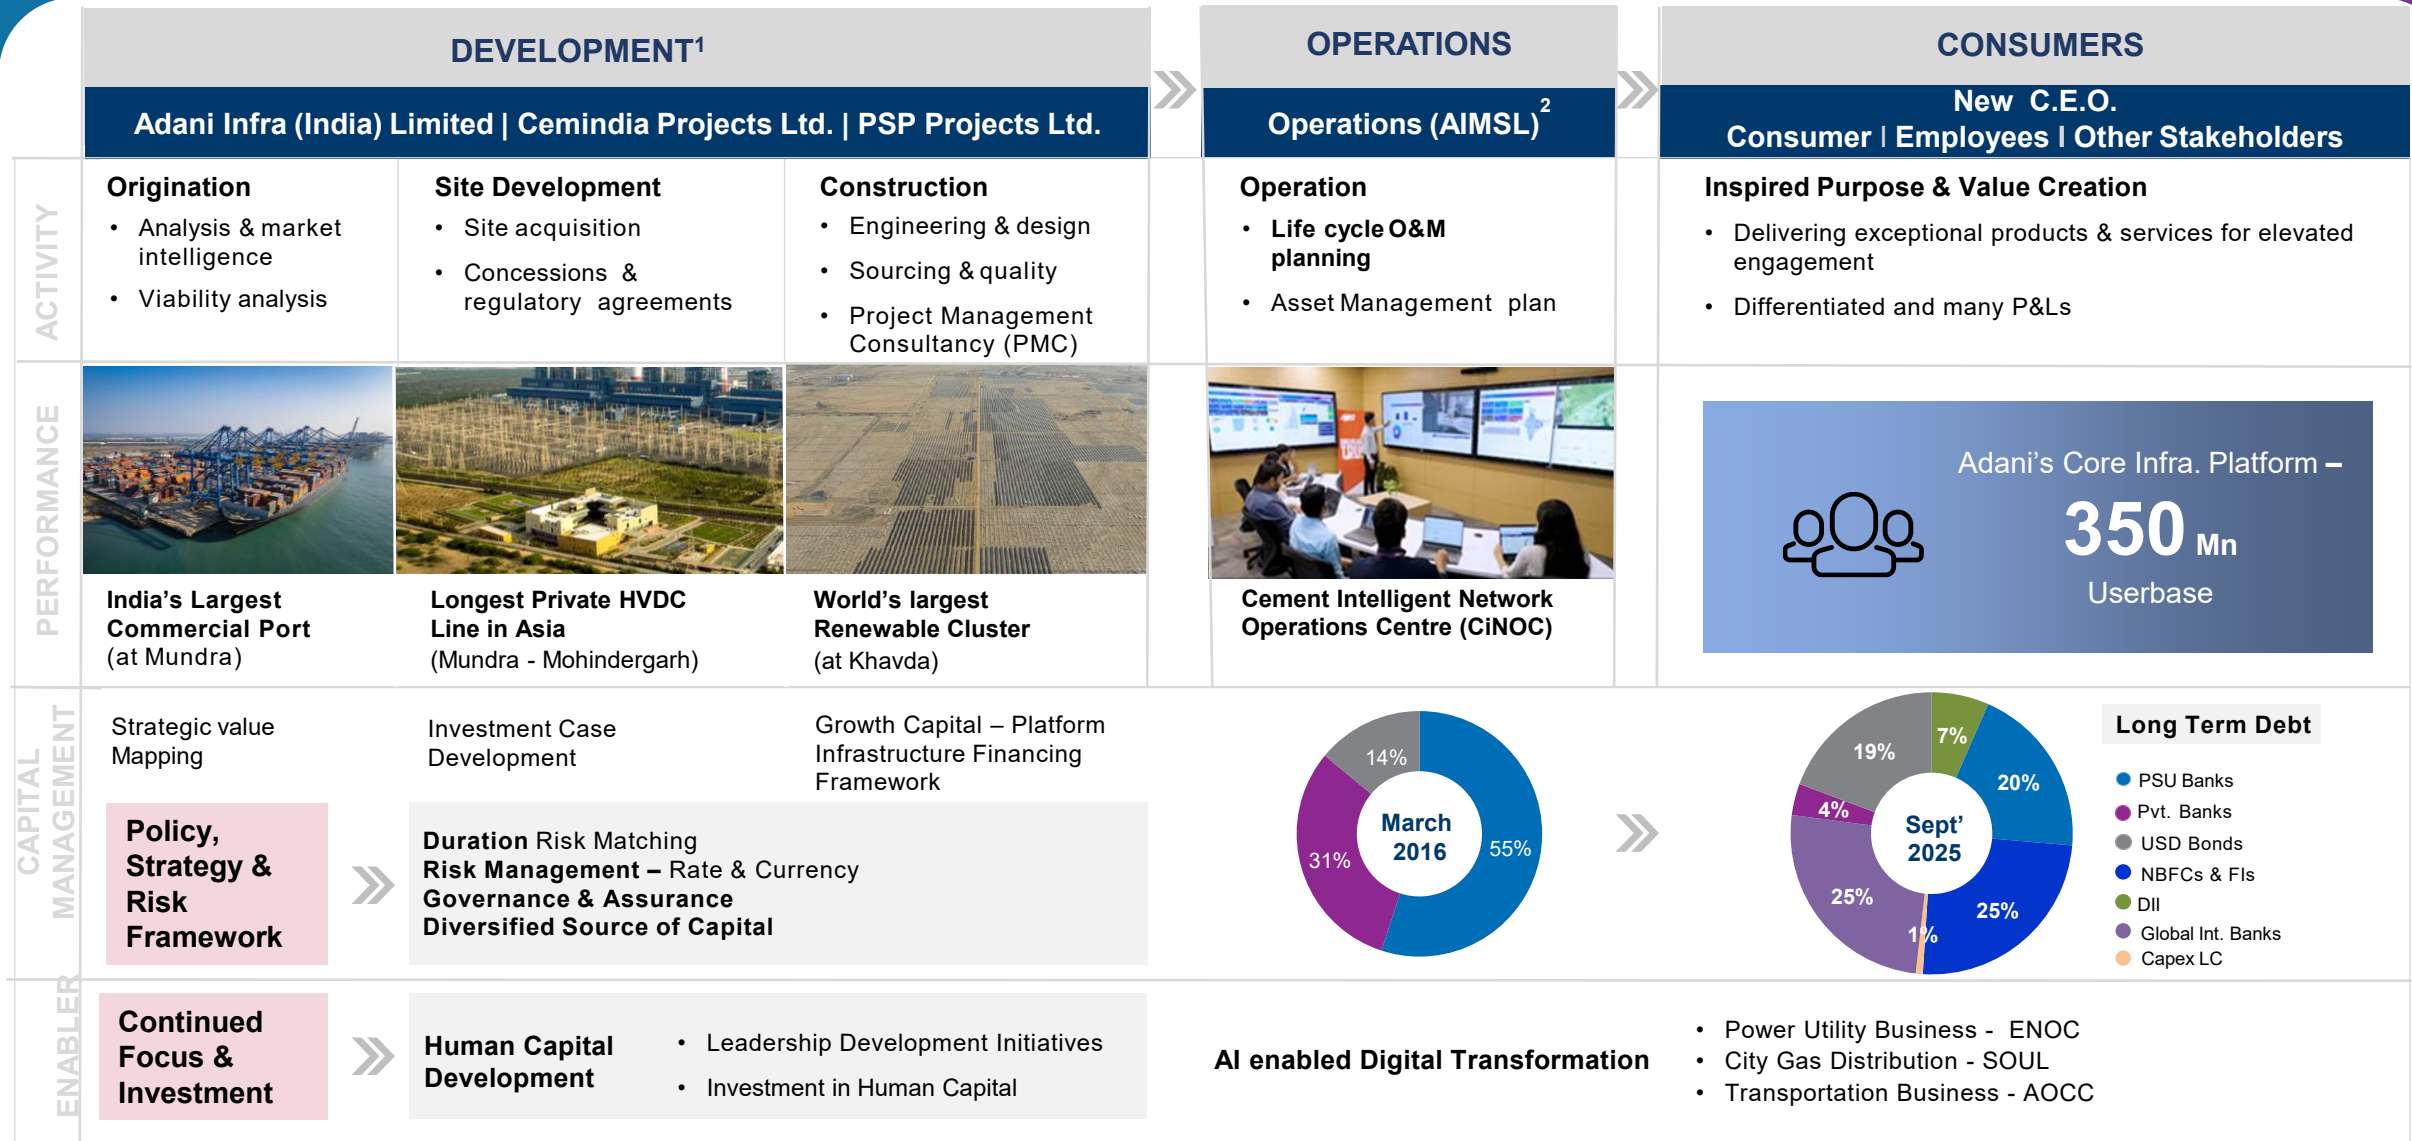 DEVELOPMENT¹
OPERATIONS
CONSUMERS
Adani Infra (India) Limited | Cemindia Projects Ltd. | PSP Projects Ltd.
Operations (AIMSL)²
New C.E.O.
Consumer I Employees I Other Stakeholders
ACTIVITY
Origination
• Analysis & market
intelligence
• Viability analysis
Site Development
• Site acquisition
• Concessions &
regulatory agreements
Construction
• Engineering & design
• Sourcing & quality
• Project Management
Consultancy (PMC)
Operation
• Life cycle O&M
planning
• Asset Management plan
Inspired Purpose & Value Creation
• Delivering exceptional products & services for elevated
engagement
• Differentiated and many P&Ls
PERFORMANCE
India's Largest
Commercial Port
(at Mundra)
Longest Private HVDC
Line in Asia
(Mundra - Mohindergarh)
World's largest
Renewable Cluster
(at Khavda)
Cement Intelligent Network
Operations Centre (CiNOC)
Adani's Core Infra. Platform –
350 Mn
Userbase
CAPITAL
MANAGEMENT
Strategic value
Mapping
Investment Case
Development
Growth Capital – Platform
Infrastructure Financing
Framework
Policy,
Strategy &
Risk
Framework
Duration Risk Matching
Risk Management – Rate & Currency
Governance & Assurance
Diversified Source of Capital
14%
31%
55%
March
2016
7%
20%
25%
1%
25%
4%
19%
Sept'
2025
Long Term Debt
PSU Banks
Pvt. Banks
USD Bonds
NBFCs & FIs
DII
Global Int. Banks
Capex LC
ENABLER
Continued
Focus &
Investment
Human Capital
Development
• Leadership Development Initiatives
• Investment in Human Capital
AI enabled Digital Transformation
• Power Utility Business - ENOC
• City Gas Distribution - SOUL
• Transportation Business - AOCC